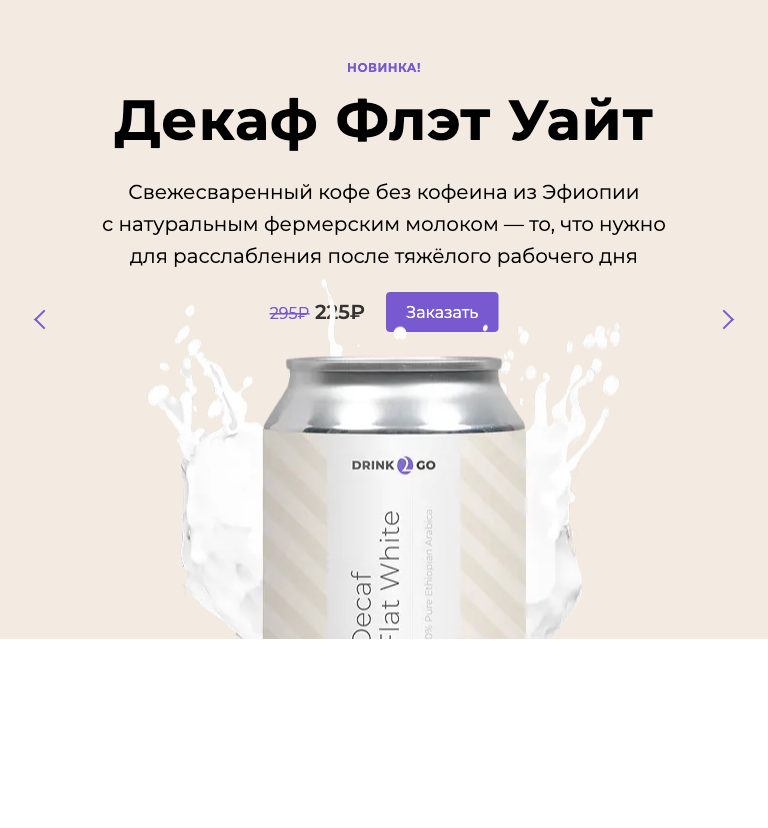 НОВИНКА!
Декаф Флэт Уайт
Свежесваренный кофе без кофеина из Эфиопии
с натуральным фермерским молоком — то, что нужно
для расслабления после тяжёлого рабочего дня
295₽ 225₽ Заказать
DRINK 2 GO
Decaf
Flat White
0% Pure Ethiopian Arabica